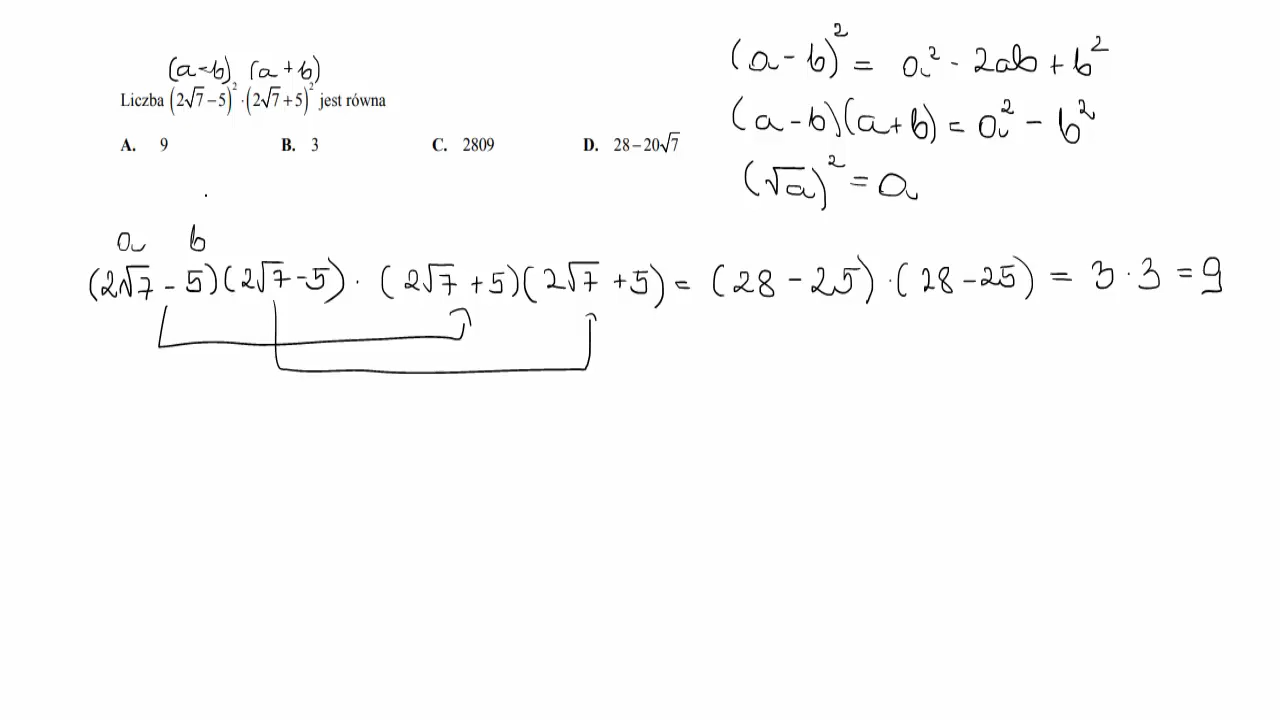 (a-b) (a+b)
Liczba (2√7−5)²·(2√7+5)² jest równa
A. 9 B. 3 C. 2809 D. 28−20√7
(a-b)² = a² - 2ab + b²
(a-b)(a+b) = a² - b²
(√a)² = a
a b
(2√7 - 5)(2√7 - 5) · (2√7 + 5)(2√7 + 5) = (28 - 25) · (28 - 25) = 3 · 3 = 9